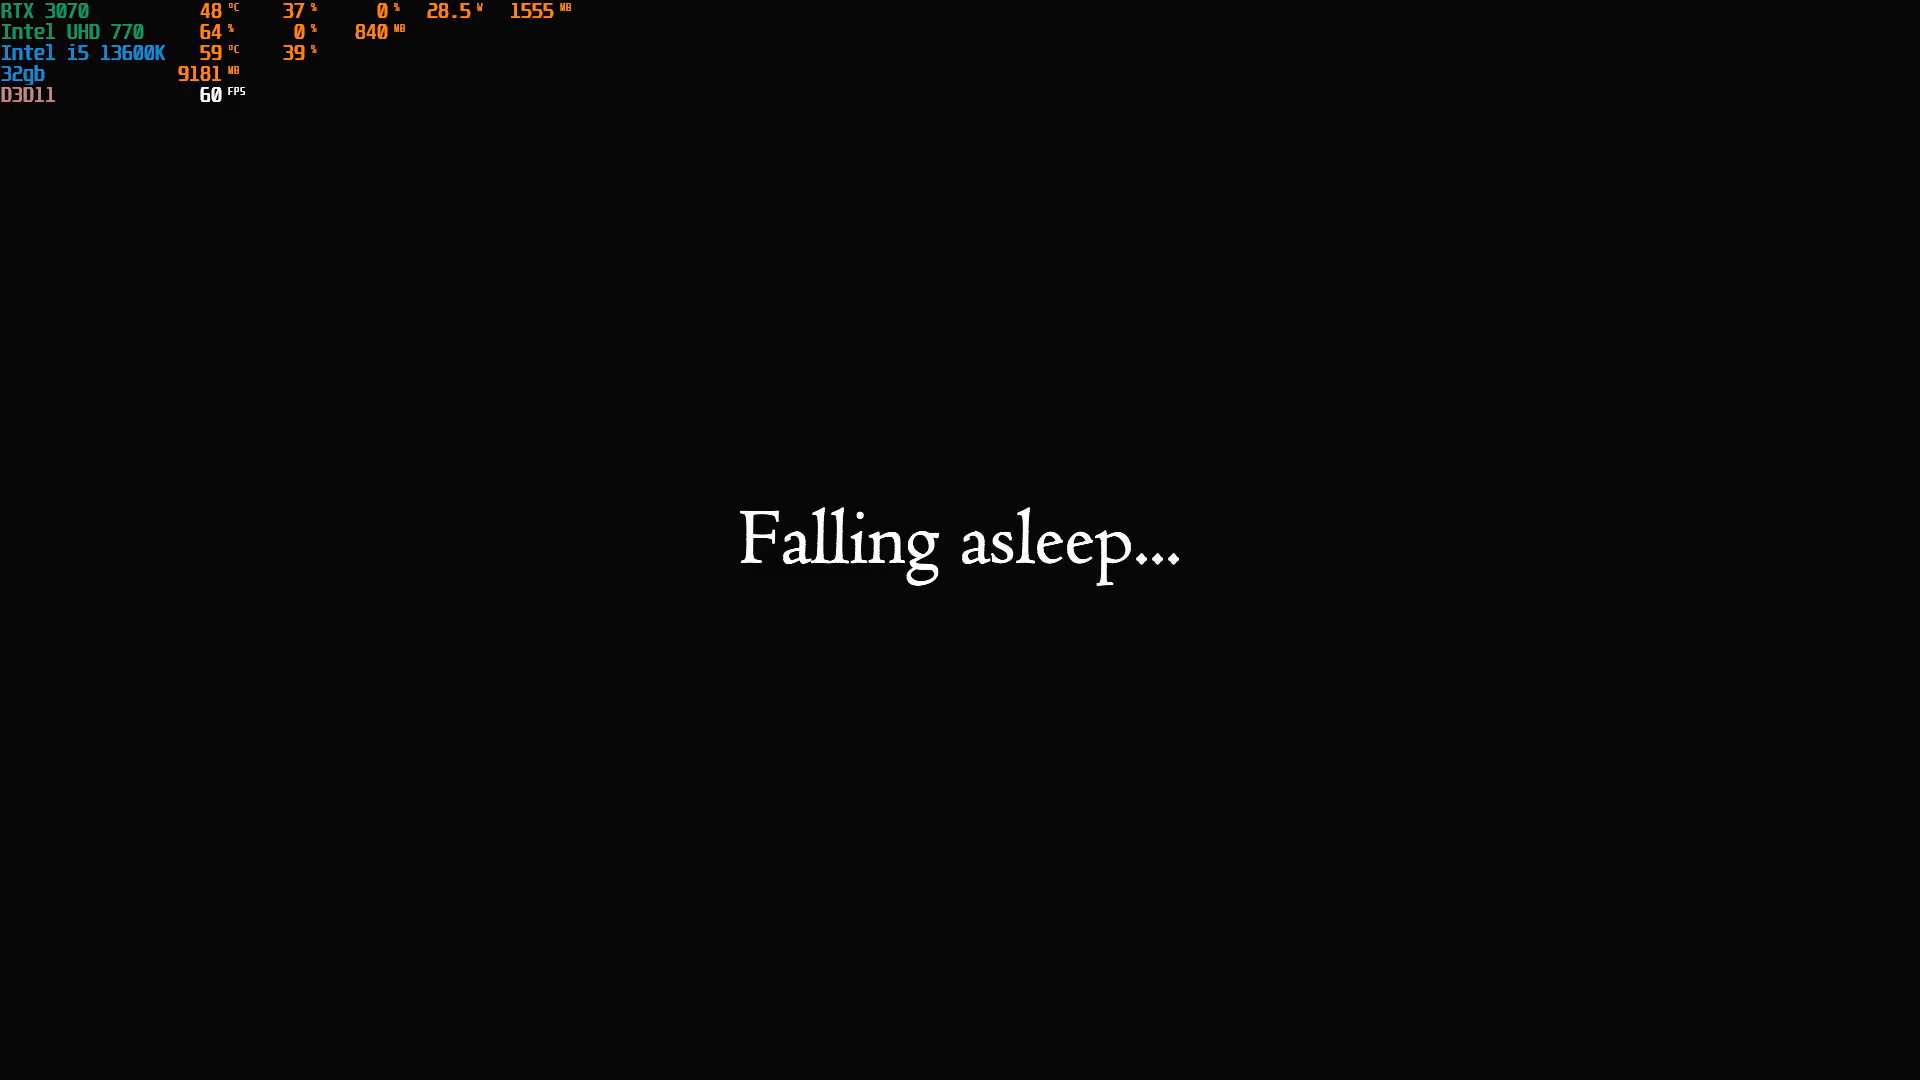 RTX 3070 48 °C 37 % 0 % 28.5 W 1555 MB
Intel UHD 770 64 % 0 % 840 MB
Intel i5 13600K 59 °C 39 %
32gb 9181 MB
D3D11 60 FPS
Falling asleep...